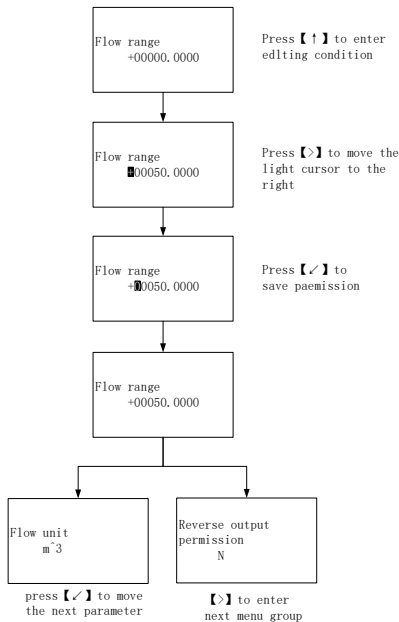 Flow range
+00000.0000
Press【↑】to enter
edlting condition
Flow range
+00050.0000
Press【>】to move the
light cursor to the
right
Flow range
+00050.0000
Press【↙】to
save paemission
Flow range
+00050.0000
Flow unit
m^3
Reverse output
permission
N
press【↙】to move
the next parameter
【>】to enter
next menu group